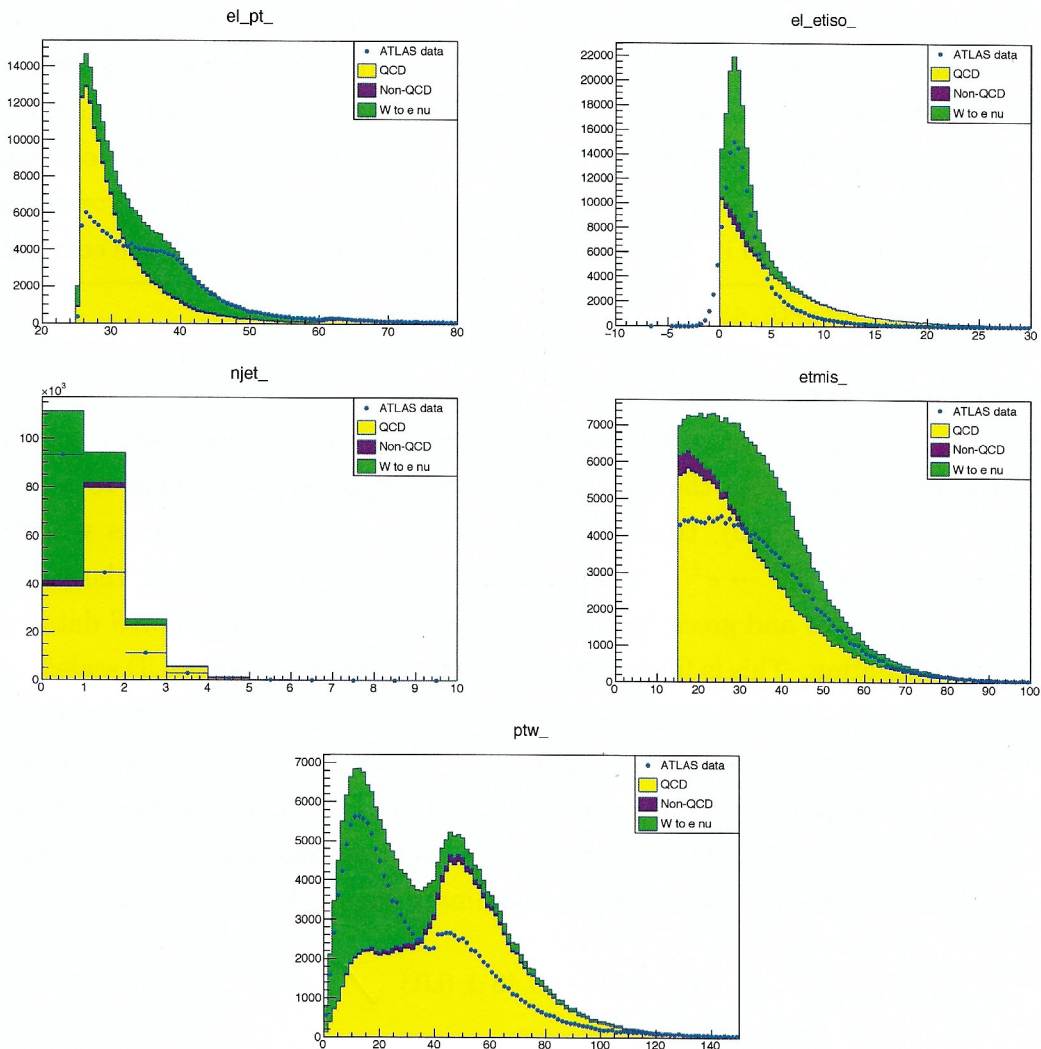 el_pt_
ATLAS data
QCD
Non-QCD
W to e nu
14000
12000
10000
8000
6000
4000
2000
0
20 30 40 50 60 70 80
el_etiso_
ATLAS data
QCD
Non-QCD
W to e nu
22000
20000
18000
16000
14000
12000
10000
8000
6000
4000
2000
0
−10 −5 0 5 10 15 20 25 30
njet_
×10³
ATLAS data
QCD
Non-QCD
W to e nu
100
80
60
40
20
0
0 1 2 3 4 5 6 7 8 9 10
etmis_
ATLAS data
QCD
Non-QCD
W to e nu
7000
6000
5000
4000
3000
2000
1000
0
0 10 20 30 40 50 60 70 80 90 100
ptw_
ATLAS data
QCD
Non-QCD
W to e nu
7000
6000
5000
4000
3000
2000
1000
0
0 20 40 60 80 100 120 140